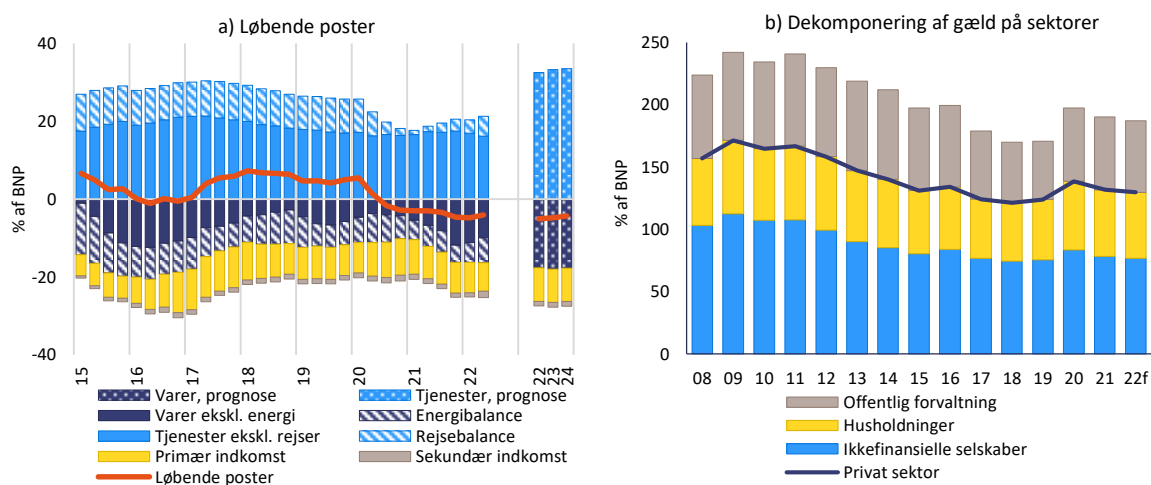 a) Løbende poster
% af BNP
40
20
0
-20
-40
15
16
17
18
19
20
21
22
22
23
24
Varer, prognose
Tjenester, prognose
Varer ekskl. energi
Energibalance
Tjenester ekskl. rejser
Rejsebalance
Primær indkomst
Sekundær indkomst
Løbende poster
b) Dekomponering af gæld på sektorer
% af BNP
250
200
150
100
50
0
08 09 10 11 12 13 14 15 16 17 18 19 20 21 22f
Offentlig forvaltning
Husholdninger
Ikkefinansielle selskaber
Privat sektor